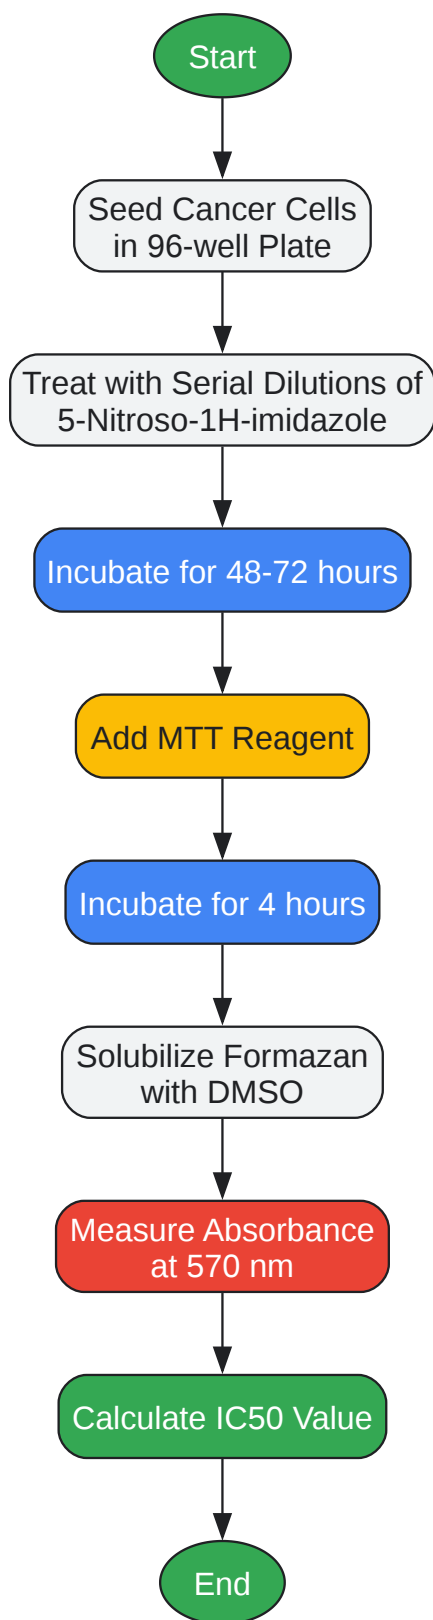 Start
Seed Cancer Cells
in 96-well Plate
Treat with Serial Dilutions of
5-Nitroso-1H-imidazole
Incubate for 48-72 hours
Add MTT Reagent
Incubate for 4 hours
Solubilize Formazan
with DMSO
Measure Absorbance
at 570 nm
Calculate IC50 Value
End